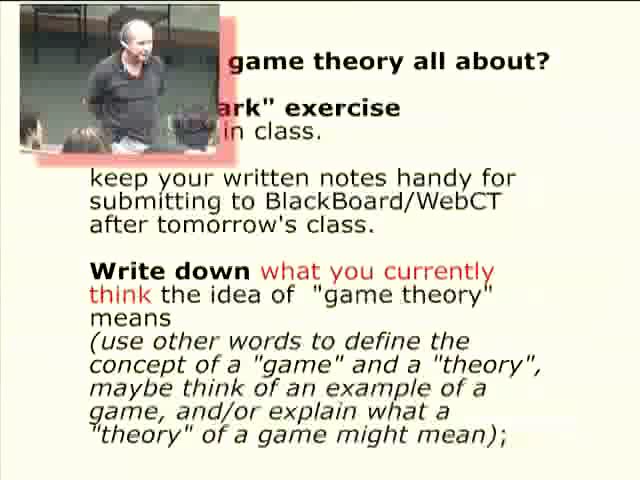 game theory all about?
ark" exercise
in class.
keep your written notes handy for
submitting to BlackBoard/WebCT
after tomorrow's class.
Write down what you currently
think the idea of "game theory"
means
(use other words to define the
concept of a "game" and a "theory",
maybe think of an example of a
game, and/or explain what a
"theory" of a game might mean);